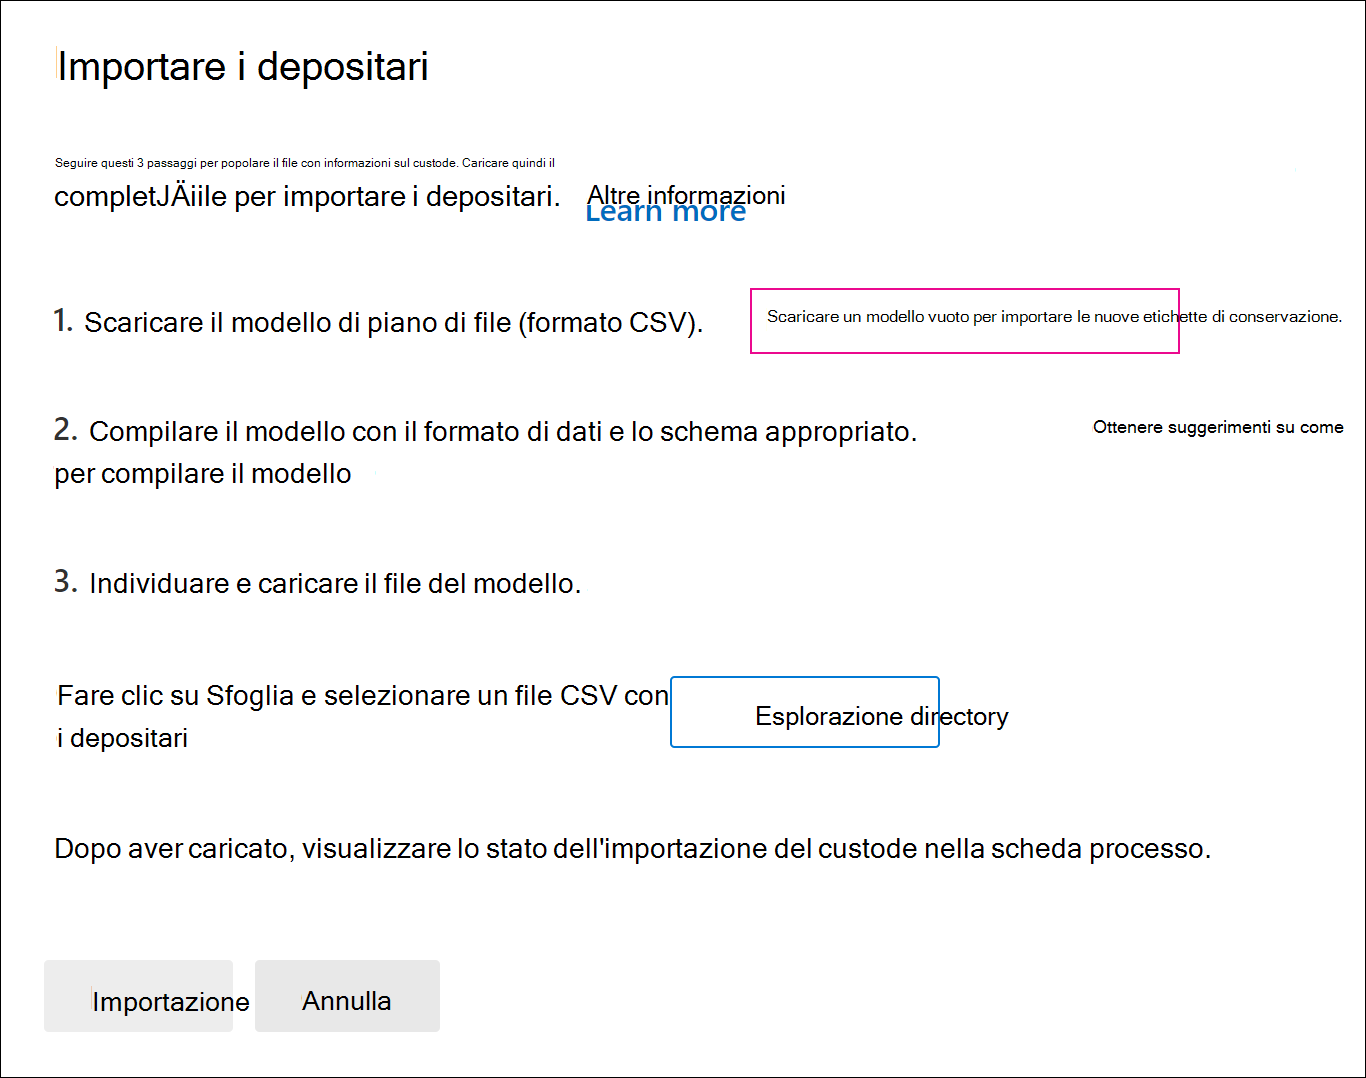 Importare i depositari
Seguire questi 3 passaggi per popolare il file con informazioni sul custode. Caricare quindi il
completJÄiile per importare i depositari. Altre informazioni
Learn more
1. Scaricare il modello di piano di file (formato CSV). Scaricare un modello vuoto per importare le nuove etichette di conservazione.
2. Compilare il modello con il formato di dati e lo schema appropriato. Ottenere suggerimenti su come
per compilare il modello
3. Individuare e caricare il file del modello.
Fare clic su Sfoglia e selezionare un file CSV con
i depositari
Esplorazione directory
Dopo aver caricato, visualizzare lo stato dell'importazione del custode nella scheda processo.
Importazione Annulla